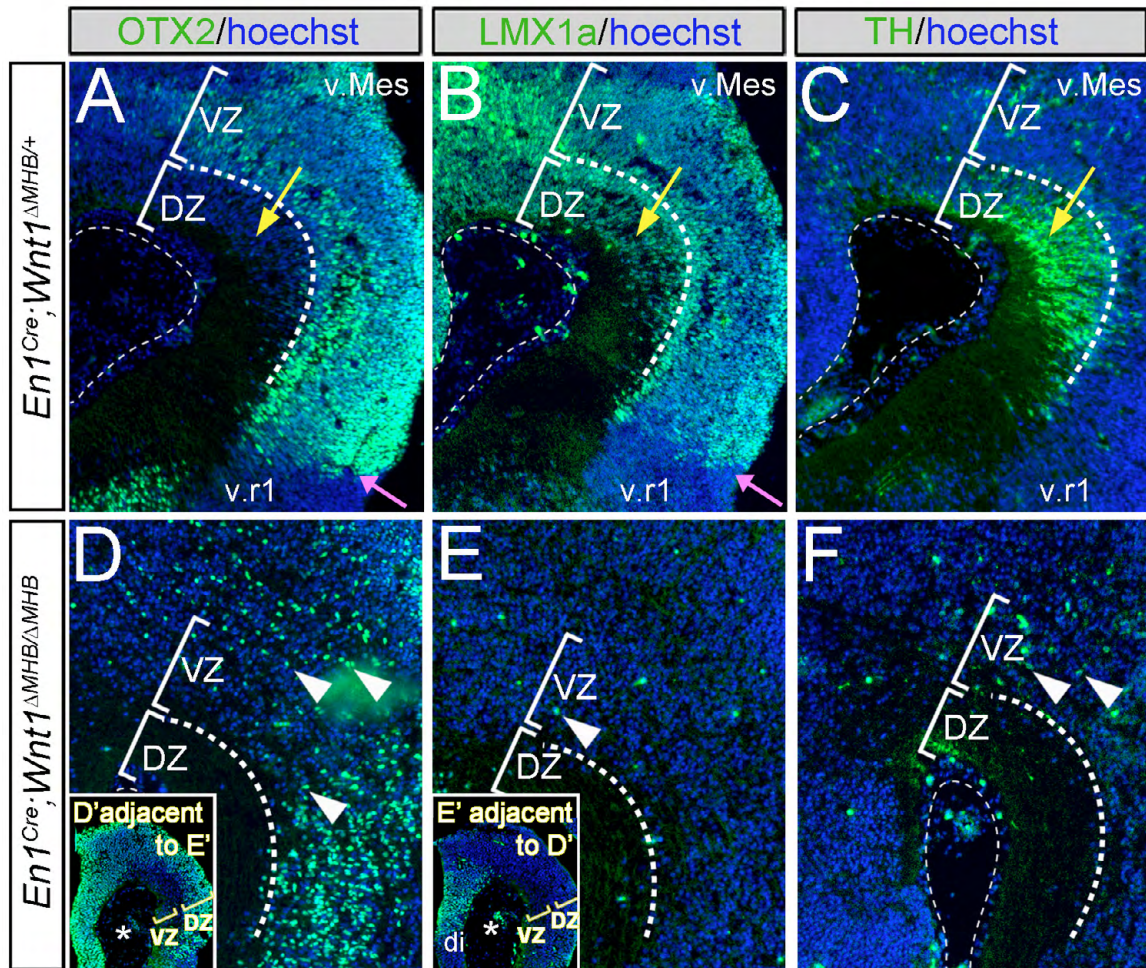 OTX2/hoechst
LMX1a/hoechst
TH/hoechst
En1Cre;Wnt1ΔMHB/+
A
v.Mes
VZ
DZ
v.r1
B
v.Mes
VZ
DZ
v.r1
C
v.Mes
VZ
DZ
v.r1
En1Cre;Wnt1ΔMHB/ΔMHB
D
VZ
DZ
D’adjacent
to E’
*
VZ
DZ
E
VZ
DZ
E’ adjacent
to D’
*
di
VZ
DZ
F
VZ
DZ